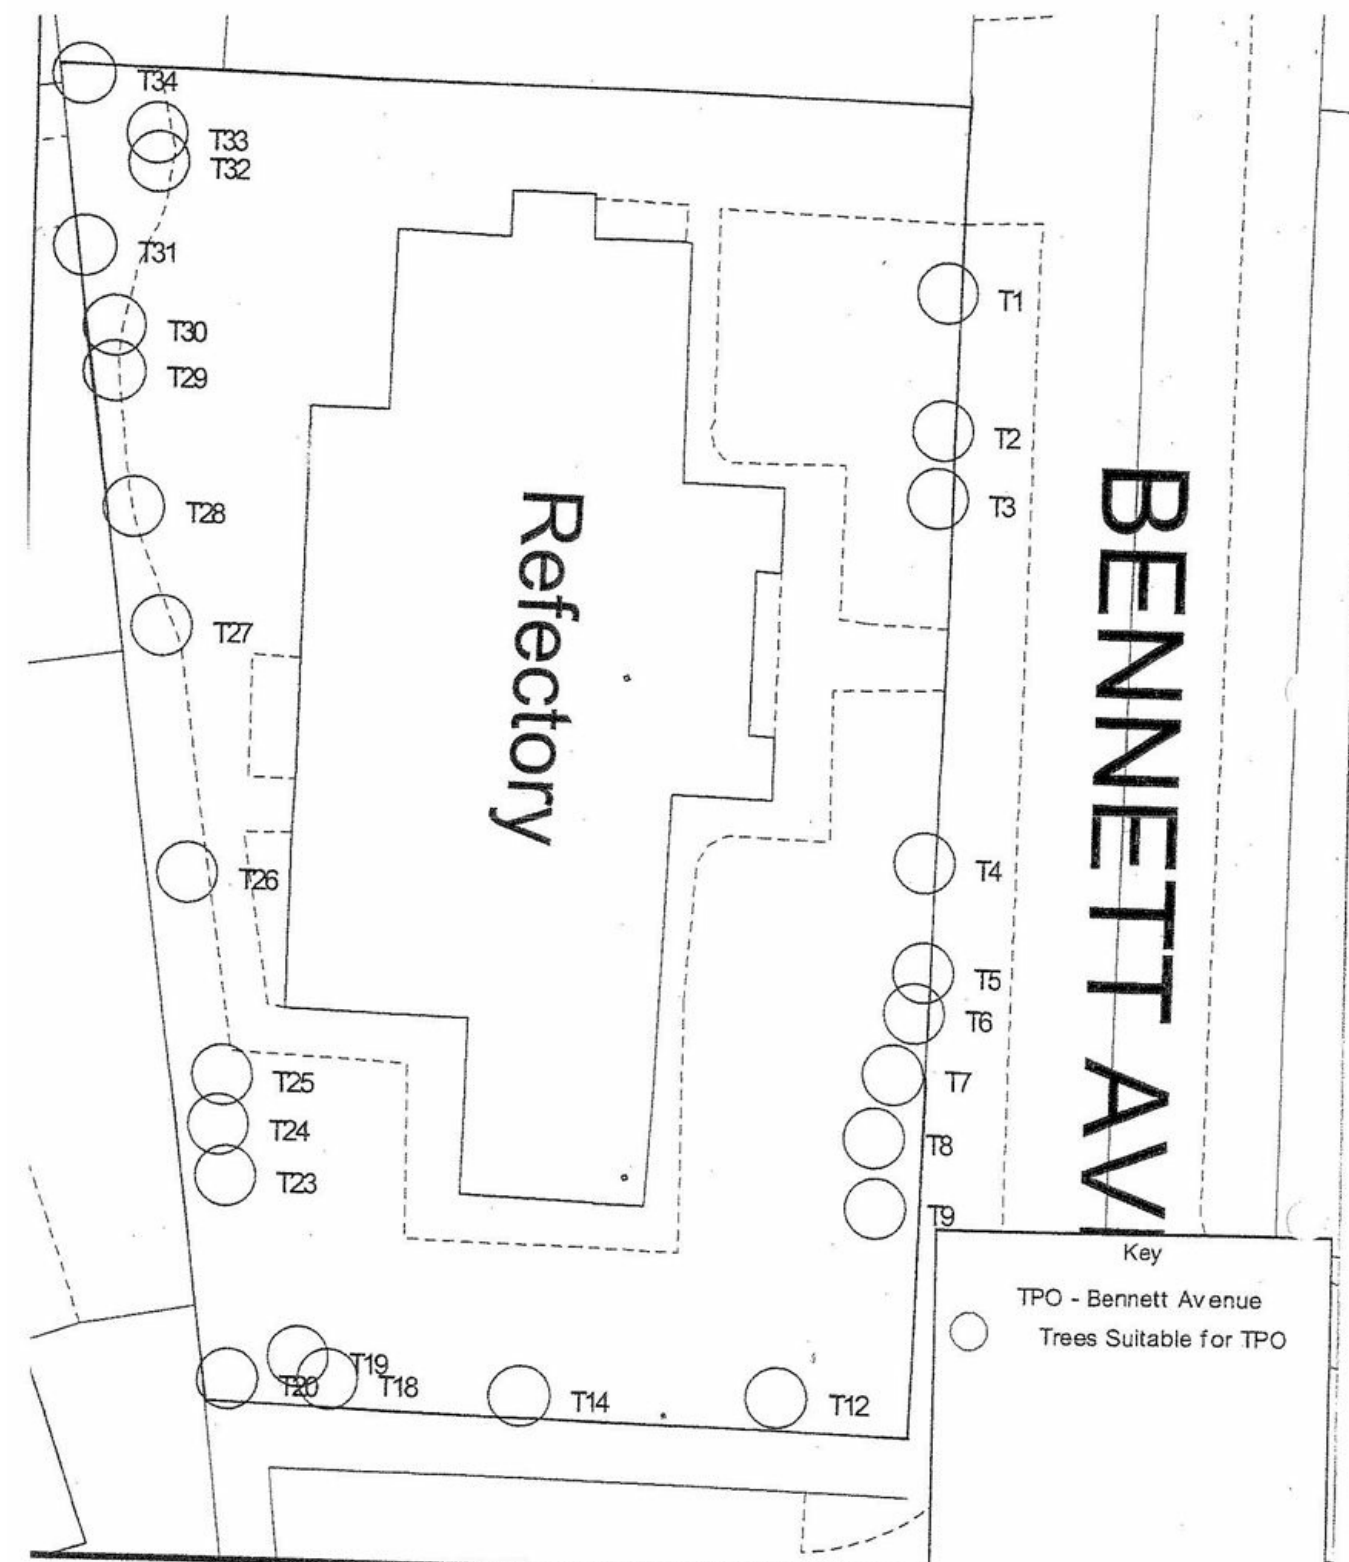 T34
T33
T32
T31
T30
T29
T28
T27
T26
T25
T24
T23
T20
T19
T18
T14
T12
T1
T2
T3
T4
T5
T6
T7
T8
T9
Refectory
BENNETT AV
Key
TPO - Bennett Avenue
Trees Suitable for TPO